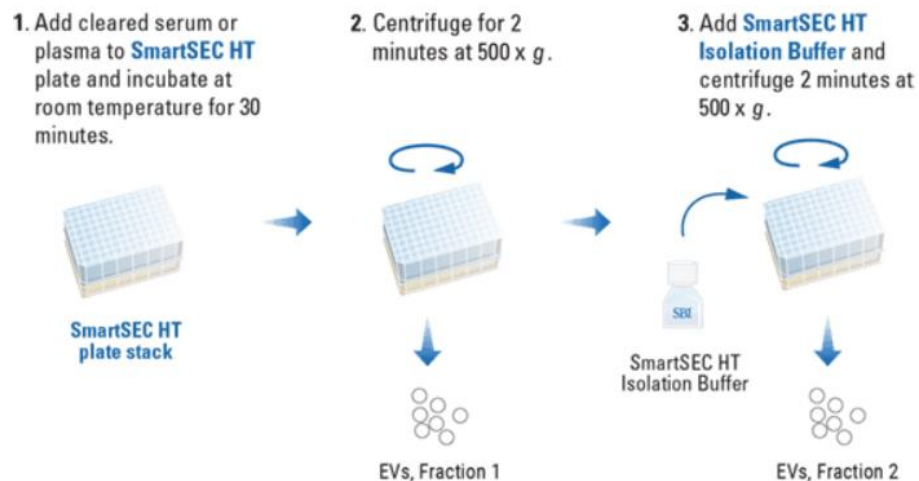 1. Add cleared serum or
plasma to SmartSEC HT
plate and incubate at
room temperature for 30
minutes.
2. Centrifuge for 2
minutes at 500 x g.
3. Add SmartSEC HT
Isolation Buffer and
centrifuge 2 minutes at
500 x g.
SmartSEC HT
plate stack
SBI
SmartSEC HT
Isolation Buffer
EVs, Fraction 1
EVs, Fraction 2